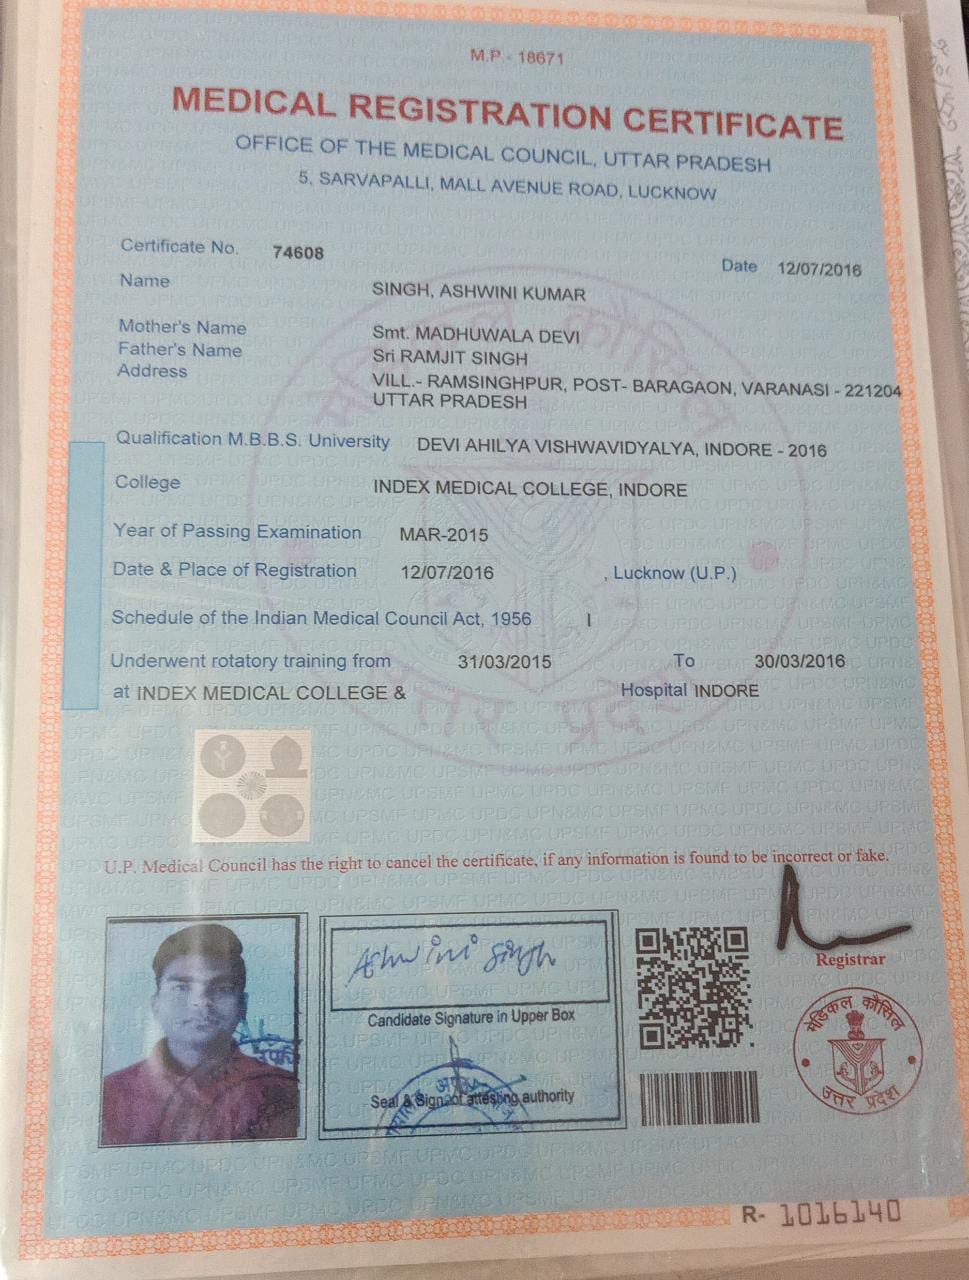 M.P.- 18671
MEDICAL REGISTRATION CERTIFICATE
OFFICE OF THE MEDICAL COUNCIL, UTTAR PRADESH
5, SARVAPALLI, MALL AVENUE ROAD, LUCKNOW
Certificate No. 74608
Date 12/07/2016
Name SINGH, ASHWINI KUMAR
Mother's Name Smt. MADHUWALA DEVI
Father's Name Sri RAMJIT SINGH
Address VILL.- RAMSINGHPUR, POST- BARAGAON, VARANASI - 221204
UTTAR PRADESH
Qualification M.B.B.S. University DEVI AHILYA VISHWAVIDYALYA, INDORE - 2016
College INDEX MEDICAL COLLEGE, INDORE
Year of Passing Examination MAR-2015
Date & Place of Registration 12/07/2016 , Lucknow (U.P.)
Schedule of the Indian Medical Council Act, 1956 I
Underwent rotatory training from 31/03/2015 To 30/03/2016
at INDEX MEDICAL COLLEGE & Hospital INDORE
U.P. Medical Council has the right to cancel the certificate, if any information is found to be incorrect or fake.
Ashwini Singh
Candidate Signature in Upper Box
Seal & Sign. of attesting authority
Registrar
मेडिकल कौंसिल
उत्तर प्रदेश
R- 1016140